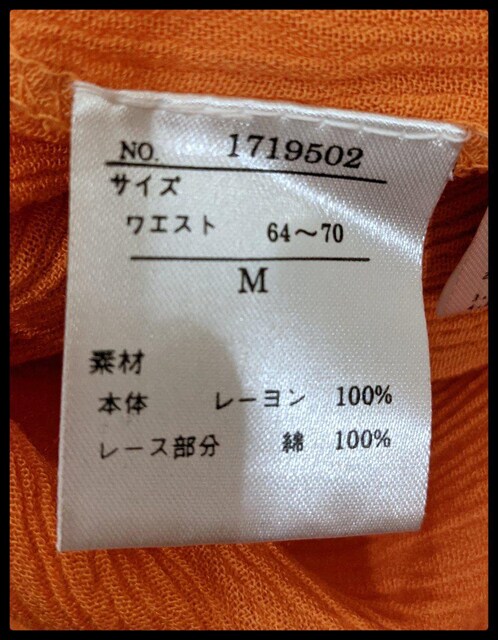 NO. 1719502
サイズ
ウエスト 64～70
M
素材
本体 レーヨン 100%
レース部分 綿 100%